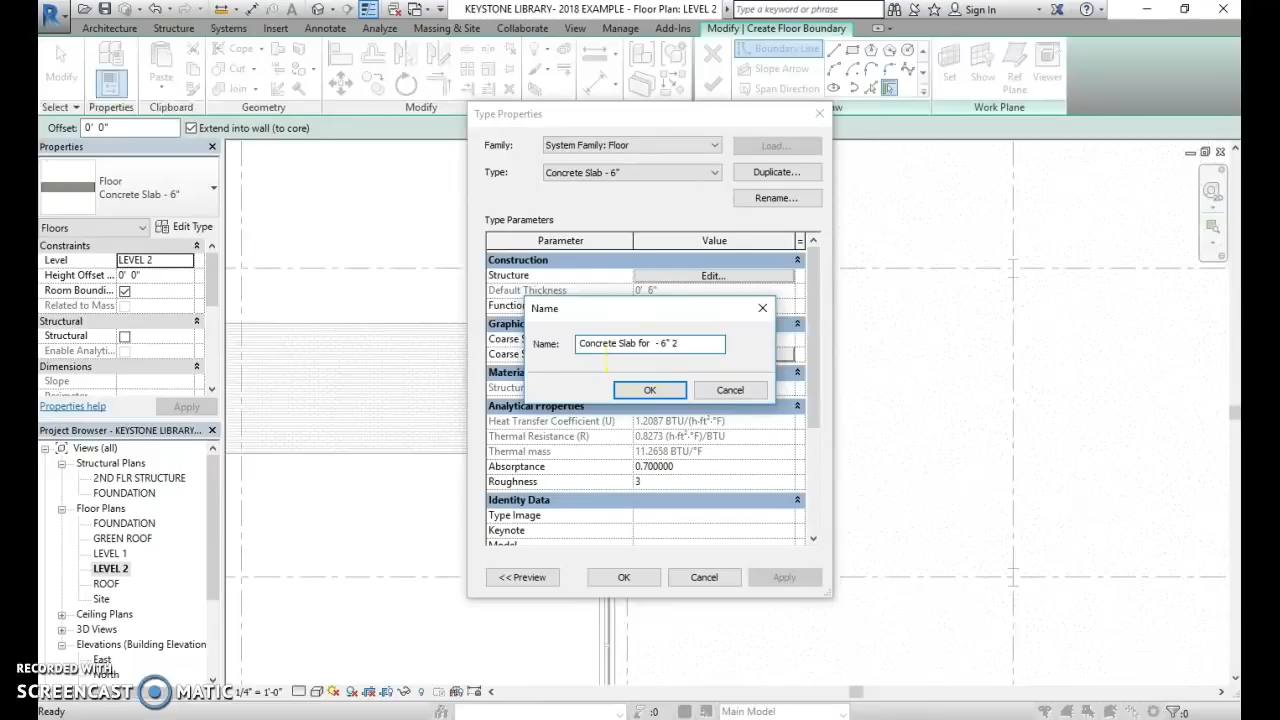 KEYSTONE LIBRARY- 2018 EXAMPLE - Floor Plan: LEVEL 2
Type a keyword or phrase
Sign In
Architecture Structure Systems Insert Annotate Analyze Massing & Site Collaborate View Manage Add-Ins Modify | Create Floor Boundary
Modify
Paste
Cope
Cut
Join
Boundary Line
Slope Arrow
Span Direction
Set Show Ref Plane Viewer
Select Properties Clipboard Geometry Modify Work Plane
Offset: 0' 0" Extend into wall (to core)
Properties
Floor
Concrete Slab - 6"
Floors Edit Type
Constraints
Level LEVEL 2
Height Offset ... 0' 0"
Room Boundi...
Related to Mass
Structural
Structural
Enable Analyti...
Dimensions
Slope
Properties help Apply
Project Browser - KEYSTONE LIBRARY...
Views (all)
Structural Plans
2ND FLR STRUCTURE
FOUNDATION
Floor Plans
FOUNDATION
GREEN ROOF
LEVEL 1
LEVEL 2
ROOF
Site
Ceiling Plans
3D Views
Elevations (Building Elevation
East
North
Type Properties
Family: System Family: Floor Load...
Type: Concrete Slab - 6" Duplicate...
Rename...
Type Parameters
Parameter Value =
Construction
Structure Edit...
Default Thickness 0' 6"
Functio
Graphic
Coarse S
Coarse S
Materia
Structu
Name
Name: Concrete Slab for  - 6" 2
OK Cancel
Analytical Properties
Heat Transfer Coefficient (U) 1.2087 BTU/(h·ft²·°F)
Thermal Resistance (R) 0.8273 (h·ft²·°F)/BTU
Thermal mass 11.2658 BTU/°F
Absorptance 0.700000
Roughness 3
Identity Data
Type Image
Keynote
Model
<< Preview OK Cancel Apply
RECORDED WITH
SCREENCAST MATIC
1/4" = 1'-0"
Ready :0 Main Model :0